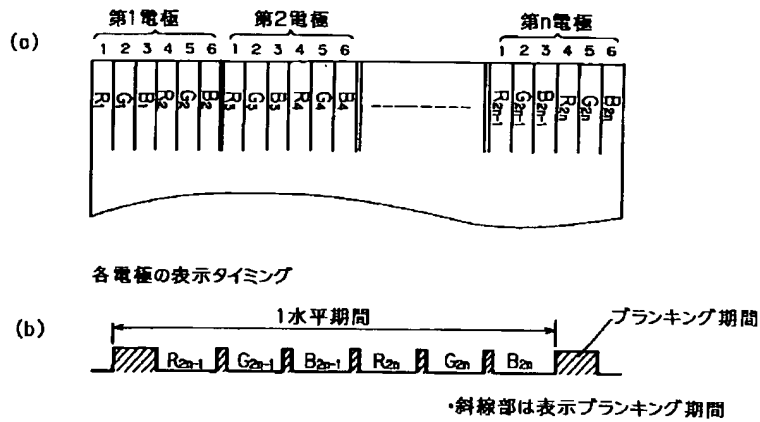 第1電極 第2電極 第n電極
(a)
1 2 3 4 5 6 1 2 3 4 5 6 1 2 3 4 5 6
R1 G1 B1 R2 G2 B2 R3 G3 B3 R4 G4 B4 R2n-1 G2n-1 B2n-1 R2n G2n B2n
各電極の表示タイミング
(b)
1水平期間
ブランキング期間
R2n-1 G2n-1 B2n-1 R2n G2n B2n
・斜線部は表示ブランキング期間